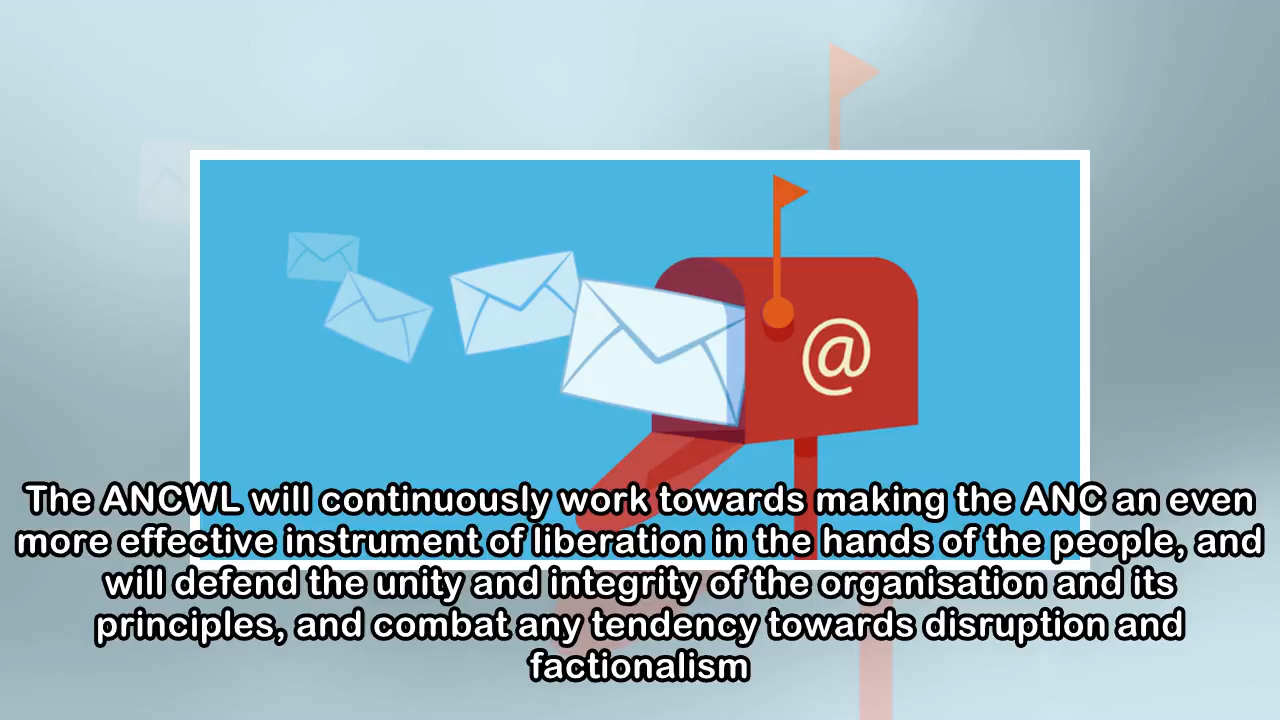 @
The ANCWL will continuously work towards making the ANC an even
more effective instrument of liberation in the hands of the people, and
will defend the unity and integrity of the organisation and its
principles, and combat any tendency towards disruption and
factionalism